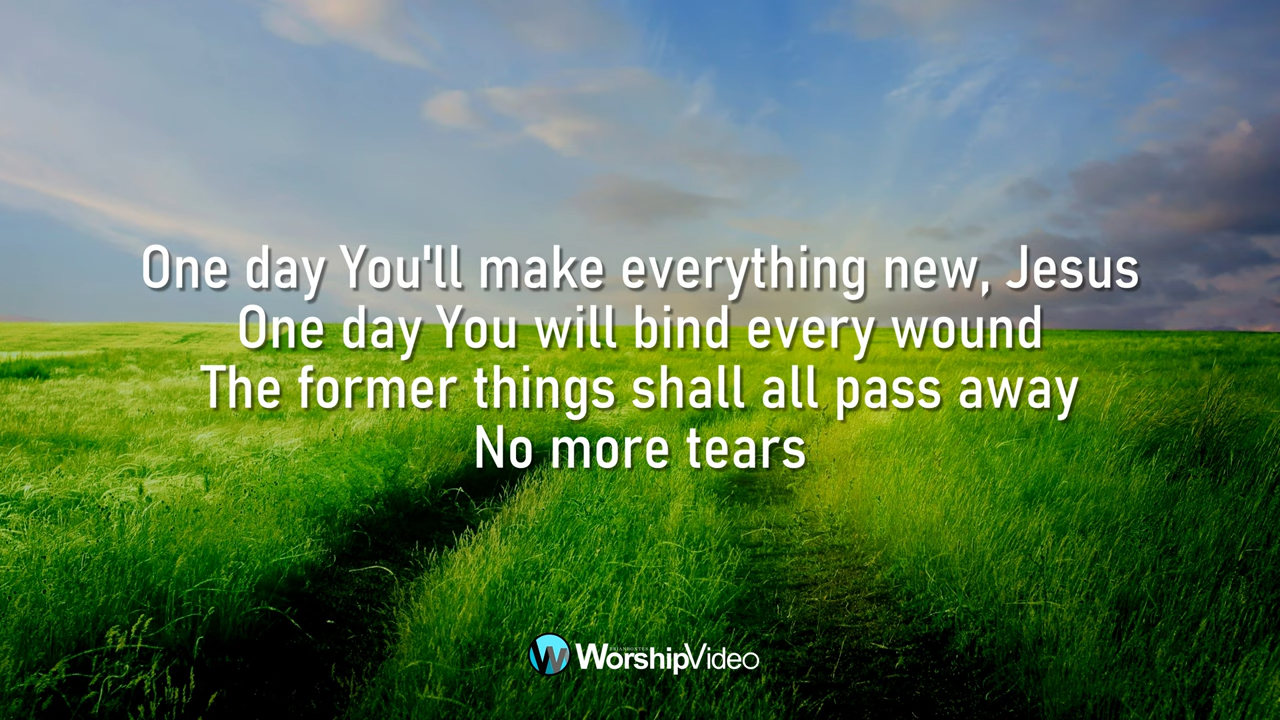 One day You'll make everything new, Jesus
One day You will bind every wound
The former things shall all pass away
No more tears
WorshipVideo